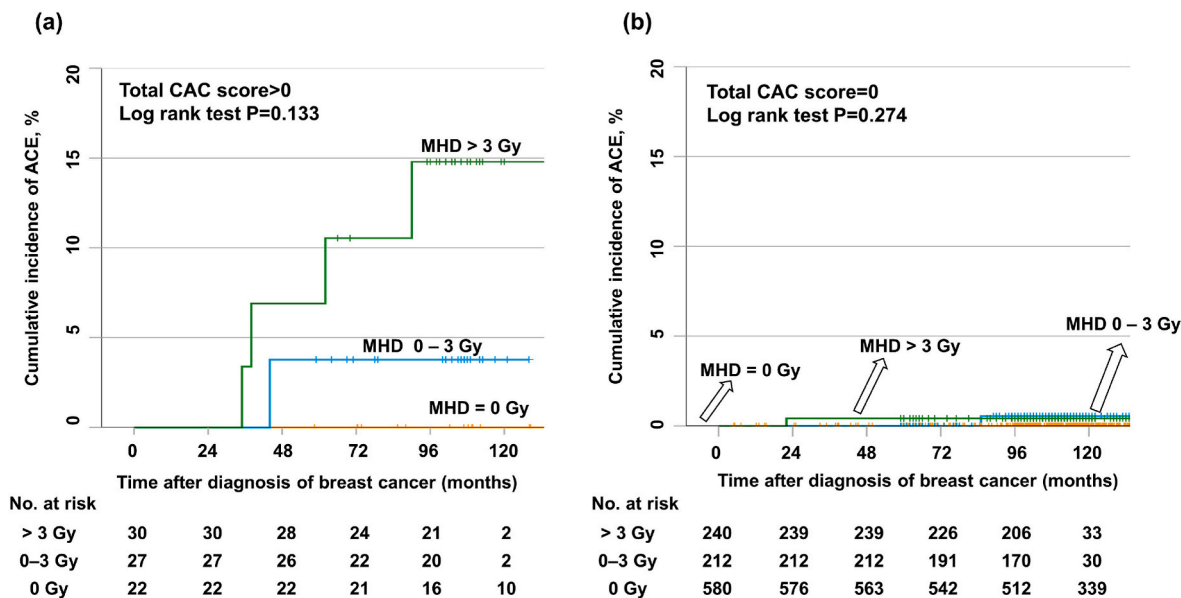 (a)
20
15
10
5
0
Cumulative incidence of ACE, %
Total CAC score>0
Log rank test P=0.133
MHD > 3 Gy
MHD 0 – 3 Gy
MHD = 0 Gy
0 24 48 72 96 120
Time after diagnosis of breast cancer (months)
No. at risk
> 3 Gy 30 30 28 24 21 2
0–3 Gy 27 27 26 22 20 2
0 Gy 22 22 22 21 16 10
(b)
20
15
10
5
0
Cumulative incidence of ACE, %
Total CAC score=0
Log rank test P=0.274
MHD 0 – 3 Gy
MHD > 3 Gy
MHD = 0 Gy
0 24 48 72 96 120
Time after diagnosis of breast cancer (months)
No. at risk
> 3 Gy 240 239 239 226 206 33
0–3 Gy 212 212 212 191 170 30
0 Gy 580 576 563 542 512 339